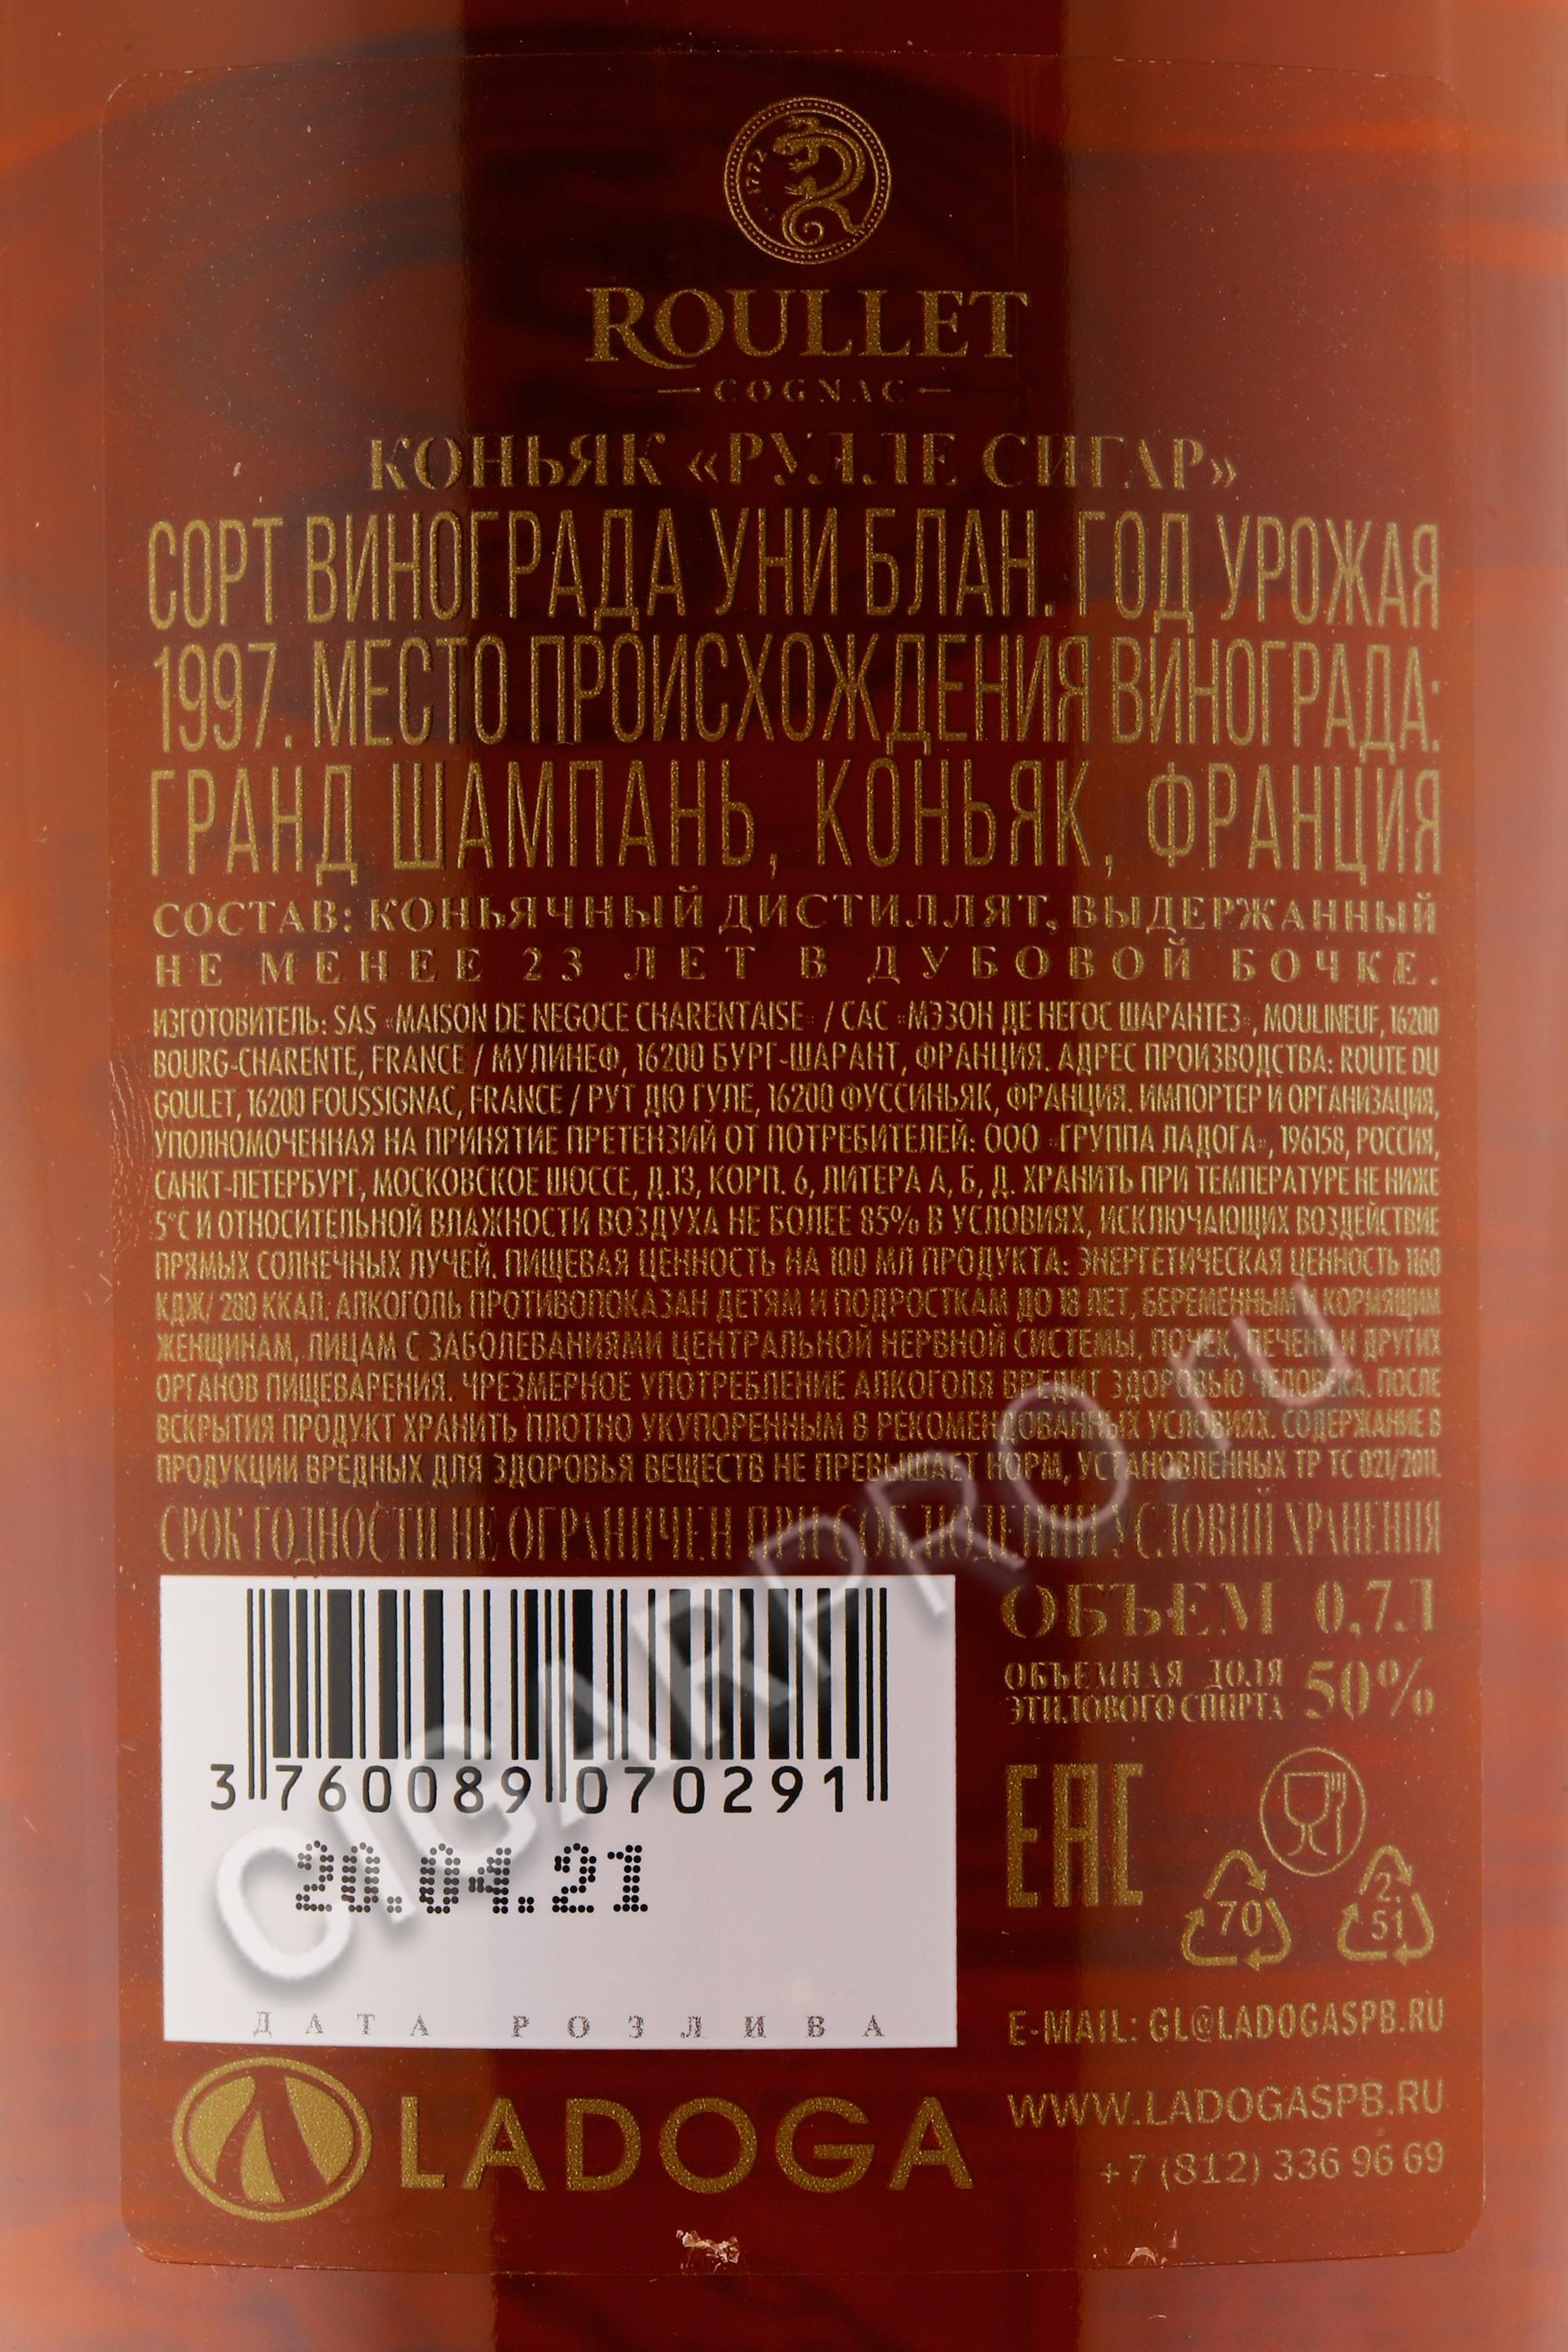 1772
ROULLET
COGNAC
КОНЬЯК «РУЛЛЕ СИГАР»
СОРТ ВИНОГРАДА УНИ БЛАН. ГОД УРОЖАЯ
1997. МЕСТО ПРОИСХОЖДЕНИЯ ВИНОГРАДА:
ГРАНД ШАМПАНЬ, КОНЬЯК, ФРАНЦИЯ
СОСТАВ: КОНЬЯЧНЫЙ ДИСТИЛЛЯТ, ВЫДЕРЖАННЫЙ
НЕ МЕНЕЕ 23 ЛЕТ В ДУБОВОЙ БОЧКЕ.
ИЗГОТОВИТЕЛЬ: SAS «MAISON DE NEGOCE CHARENTAISE» / САС «МЭЗОН ДЕ НЕГОС ШАРАНТЕЗ», MOULINEUF, 16200
BOURG-CHARENTE, FRANCE / МУЛИНЕФ, 16200 БУРГ-ШАРАНТ, ФРАНЦИЯ. АДРЕС ПРОИЗВОДСТВА: ROUTE DU
GOULET, 16200 FOUSSIGNAC, FRANCE / РУТ ДЮ ГУЛЕ, 16200 ФУССИНЬЯК, ФРАНЦИЯ. ИМПОРТЕР И ОРГАНИЗАЦИЯ,
УПОЛНОМОЧЕННАЯ НА ПРИНЯТИЕ ПРЕТЕНЗИЙ ОТ ПОТРЕБИТЕЛЕЙ: ООО «ГРУППА ЛАДОГА», 196158, РОССИЯ,
САНКТ-ПЕТЕРБУРГ, МОСКОВСКОЕ ШОССЕ, Д.13, КОРП. 6, ЛИТЕРА А, Б, Д. ХРАНИТЬ ПРИ ТЕМПЕРАТУРЕ НЕ НИЖЕ
5°С И ОТНОСИТЕЛЬНОЙ ВЛАЖНОСТИ ВОЗДУХА НЕ БОЛЕЕ 85% В УСЛОВИЯХ, ИСКЛЮЧАЮЩИХ ВОЗДЕЙСТВИЕ
ПРЯМЫХ СОЛНЕЧНЫХ ЛУЧЕЙ. ПИЩЕВАЯ ЦЕННОСТЬ НА 100 МЛ ПРОДУКТА: ЭНЕРГЕТИЧЕСКАЯ ЦЕННОСТЬ 1160
КДЖ/ 280 ККАЛ. АЛКОГОЛЬ ПРОТИВОПОКАЗАН ДЕТЯМ И ПОДРОСТКАМ ДО 18 ЛЕТ, БЕРЕМЕННЫМ И КОРМЯЩИМ
ЖЕНЩИНАМ, ЛИЦАМ С ЗАБОЛЕВАНИЯМИ ЦЕНТРАЛЬНОЙ НЕРВНОЙ СИСТЕМЫ, ПОЧЕК, ПЕЧЕНИ И ДРУГИХ
ОРГАНОВ ПИЩЕВАРЕНИЯ. ЧРЕЗМЕРНОЕ УПОТРЕБЛЕНИЕ АЛКОГОЛЯ ВРЕДИТ ЗДОРОВЬЮ ЧЕЛОВЕКА. ПОСЛЕ
ВСКРЫТИЯ ПРОДУКТ ХРАНИТЬ ПЛОТНО УКУПОРЕННЫМ В РЕКОМЕНДОВАННЫХ УСЛОВИЯХ. СОДЕРЖАНИЕ В
ПРОДУКЦИИ ВРЕДНЫХ ДЛЯ ЗДОРОВЬЯ ВЕЩЕСТВ НЕ ПРЕВЫШАЕТ НОРМ, УСТАНОВЛЕННЫХ ТР ТС 021/2011.
СРОК ГОДНОСТИ НЕ ОГРАНИЧЕН ПРИ СОБЛЮДЕНИИ УСЛОВИЙ ХРАНЕНИЯ
ОБЪЕМ 0,7Л
ОБЪЕМНАЯ ДОЛЯ
ЭТИЛОВОГО СПИРТА 50%
3 760089 070291
20.04.21
ДАТА РОЗЛИВА
EAC
70
2.
51
E-MAIL: GL@LADOGASPB.RU
WWW.LADOGASPB.RU
+7 (812) 336 96 69
LADOGA
CIGARPRO.ru